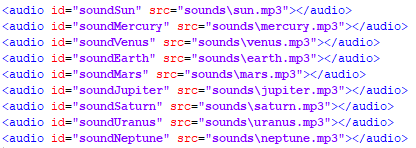 <audio id="soundSun" src="sounds\sun.mp3"></audio>
<audio id="soundMercury" src="sounds\mercury.mp3"></audio>
<audio id="soundVenus" src="sounds\venus.mp3"></audio>
<audio id="soundEarth" src="sounds\earth.mp3"></audio>
<audio id="soundMars" src="sounds\mars.mp3"></audio>
<audio id="soundJupiter" src="sounds\jupiter.mp3"></audio>
<audio id="soundSaturn" src="sounds\saturn.mp3"></audio>
<audio id="soundUranus" src="sounds\uranus.mp3"></audio>
<audio id="soundNeptune" src="sounds\neptune.mp3"></audio>